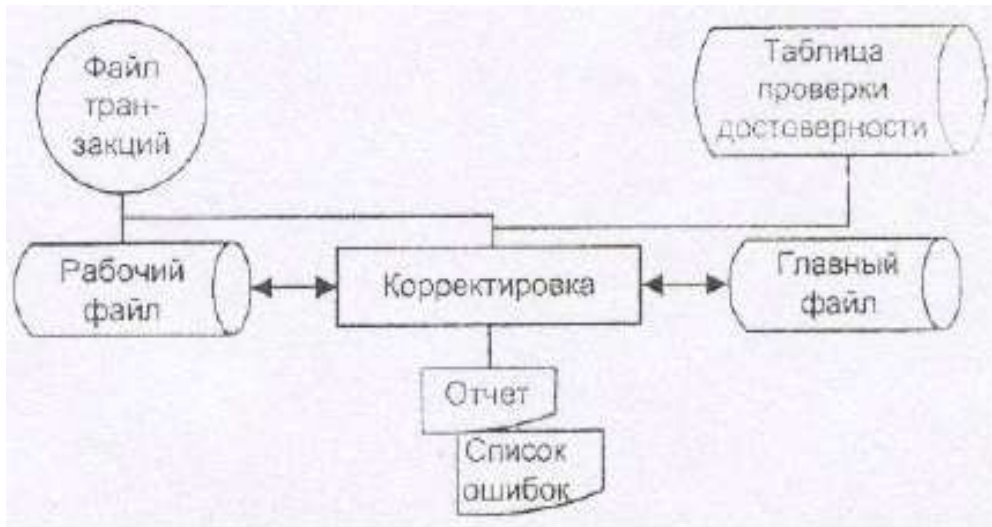 Файл
тран-
закций
Таблица
проверки
достоверности
Рабочий
файл
Корректировка
Главный
файл
Отчет
Список
ошибок